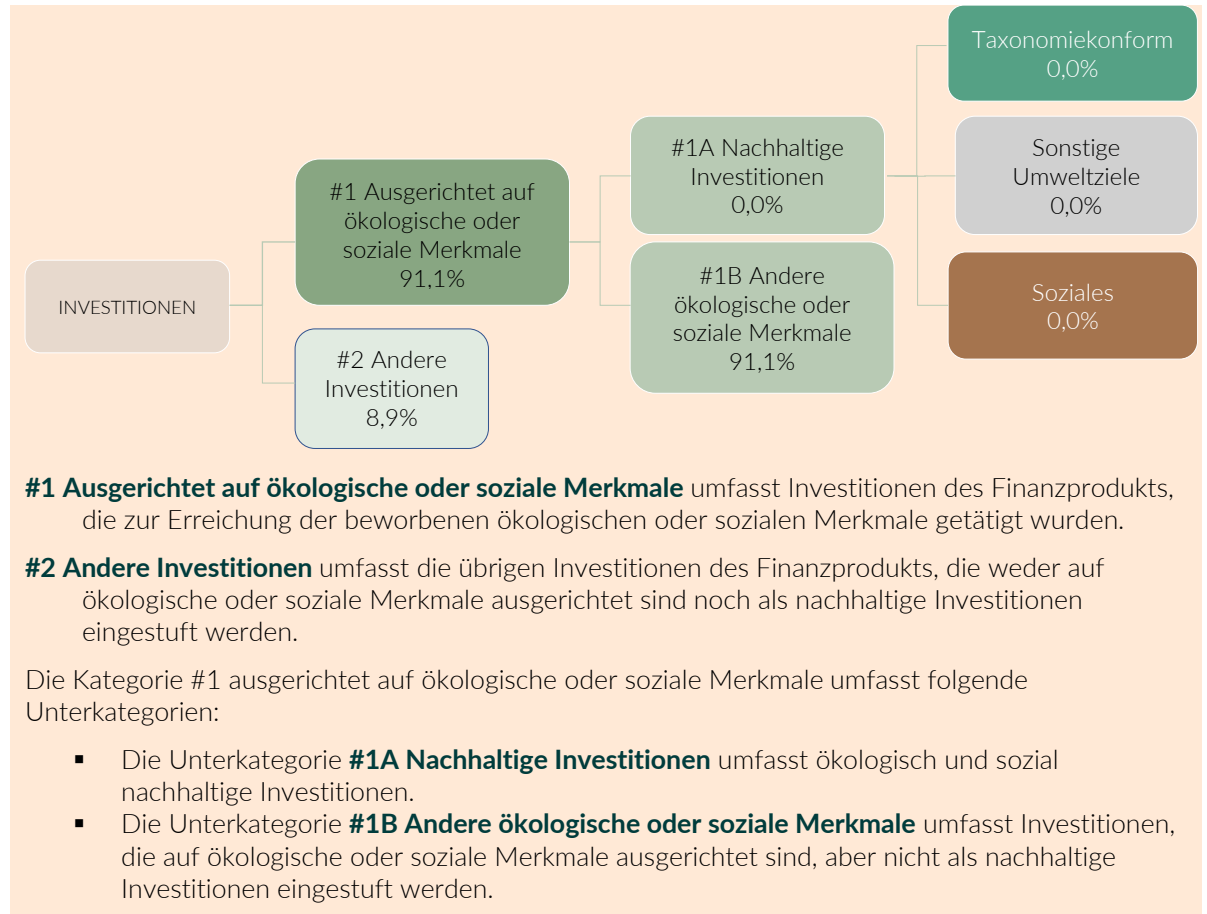 Taxonomiekonform
0,0%
#1A Nachhaltige
Investitionen
0,0%
Sonstige
Umweltziele
0,0%
#1 Ausgerichtet auf
ökologische oder
soziale Merkmale
91,1%
#1B Andere
ökologische oder
soziale Merkmale
91,1%
Soziales
0,0%
INVESTITIONEN
#2 Andere
Investitionen
8,9%
#1 Ausgerichtet auf ökologische oder soziale Merkmale umfasst Investitionen des Finanzprodukts,
die zur Erreichung der beworbenen ökologischen oder sozialen Merkmale getätigt wurden.
#2 Andere Investitionen umfasst die übrigen Investitionen des Finanzprodukts, die weder auf
ökologische oder soziale Merkmale ausgerichtet sind noch als nachhaltige Investitionen
eingestuft werden.
Die Kategorie #1 ausgerichtet auf ökologische oder soziale Merkmale umfasst folgende
Unterkategorien:
▪ Die Unterkategorie #1A Nachhaltige Investitionen umfasst ökologisch und sozial
nachhaltige Investitionen.
▪ Die Unterkategorie #1B Andere ökologische oder soziale Merkmale umfasst Investitionen,
die auf ökologische oder soziale Merkmale ausgerichtet sind, aber nicht als nachhaltige
Investitionen eingestuft werden.